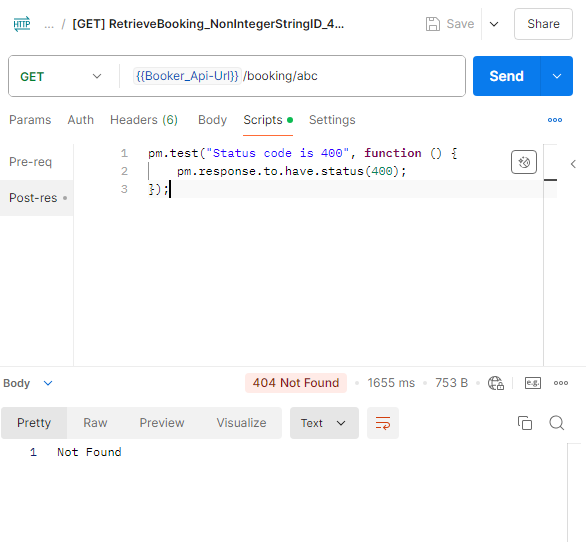 HTTP ... / [GET] RetrieveBooking_NonIntegerStringID_4... Save Share
GET {{Booker_Api-Url}} /booking/abc Send
Params Auth Headers (6) Body Scripts Settings
Pre-req
Post-res
1 pm.test("Status code is 400", function () {
2 pm.response.to.have.status(400);
3 });
Body 404 Not Found 1655 ms 753 B e.g.
Pretty Raw Preview Visualize Text
1 Not Found